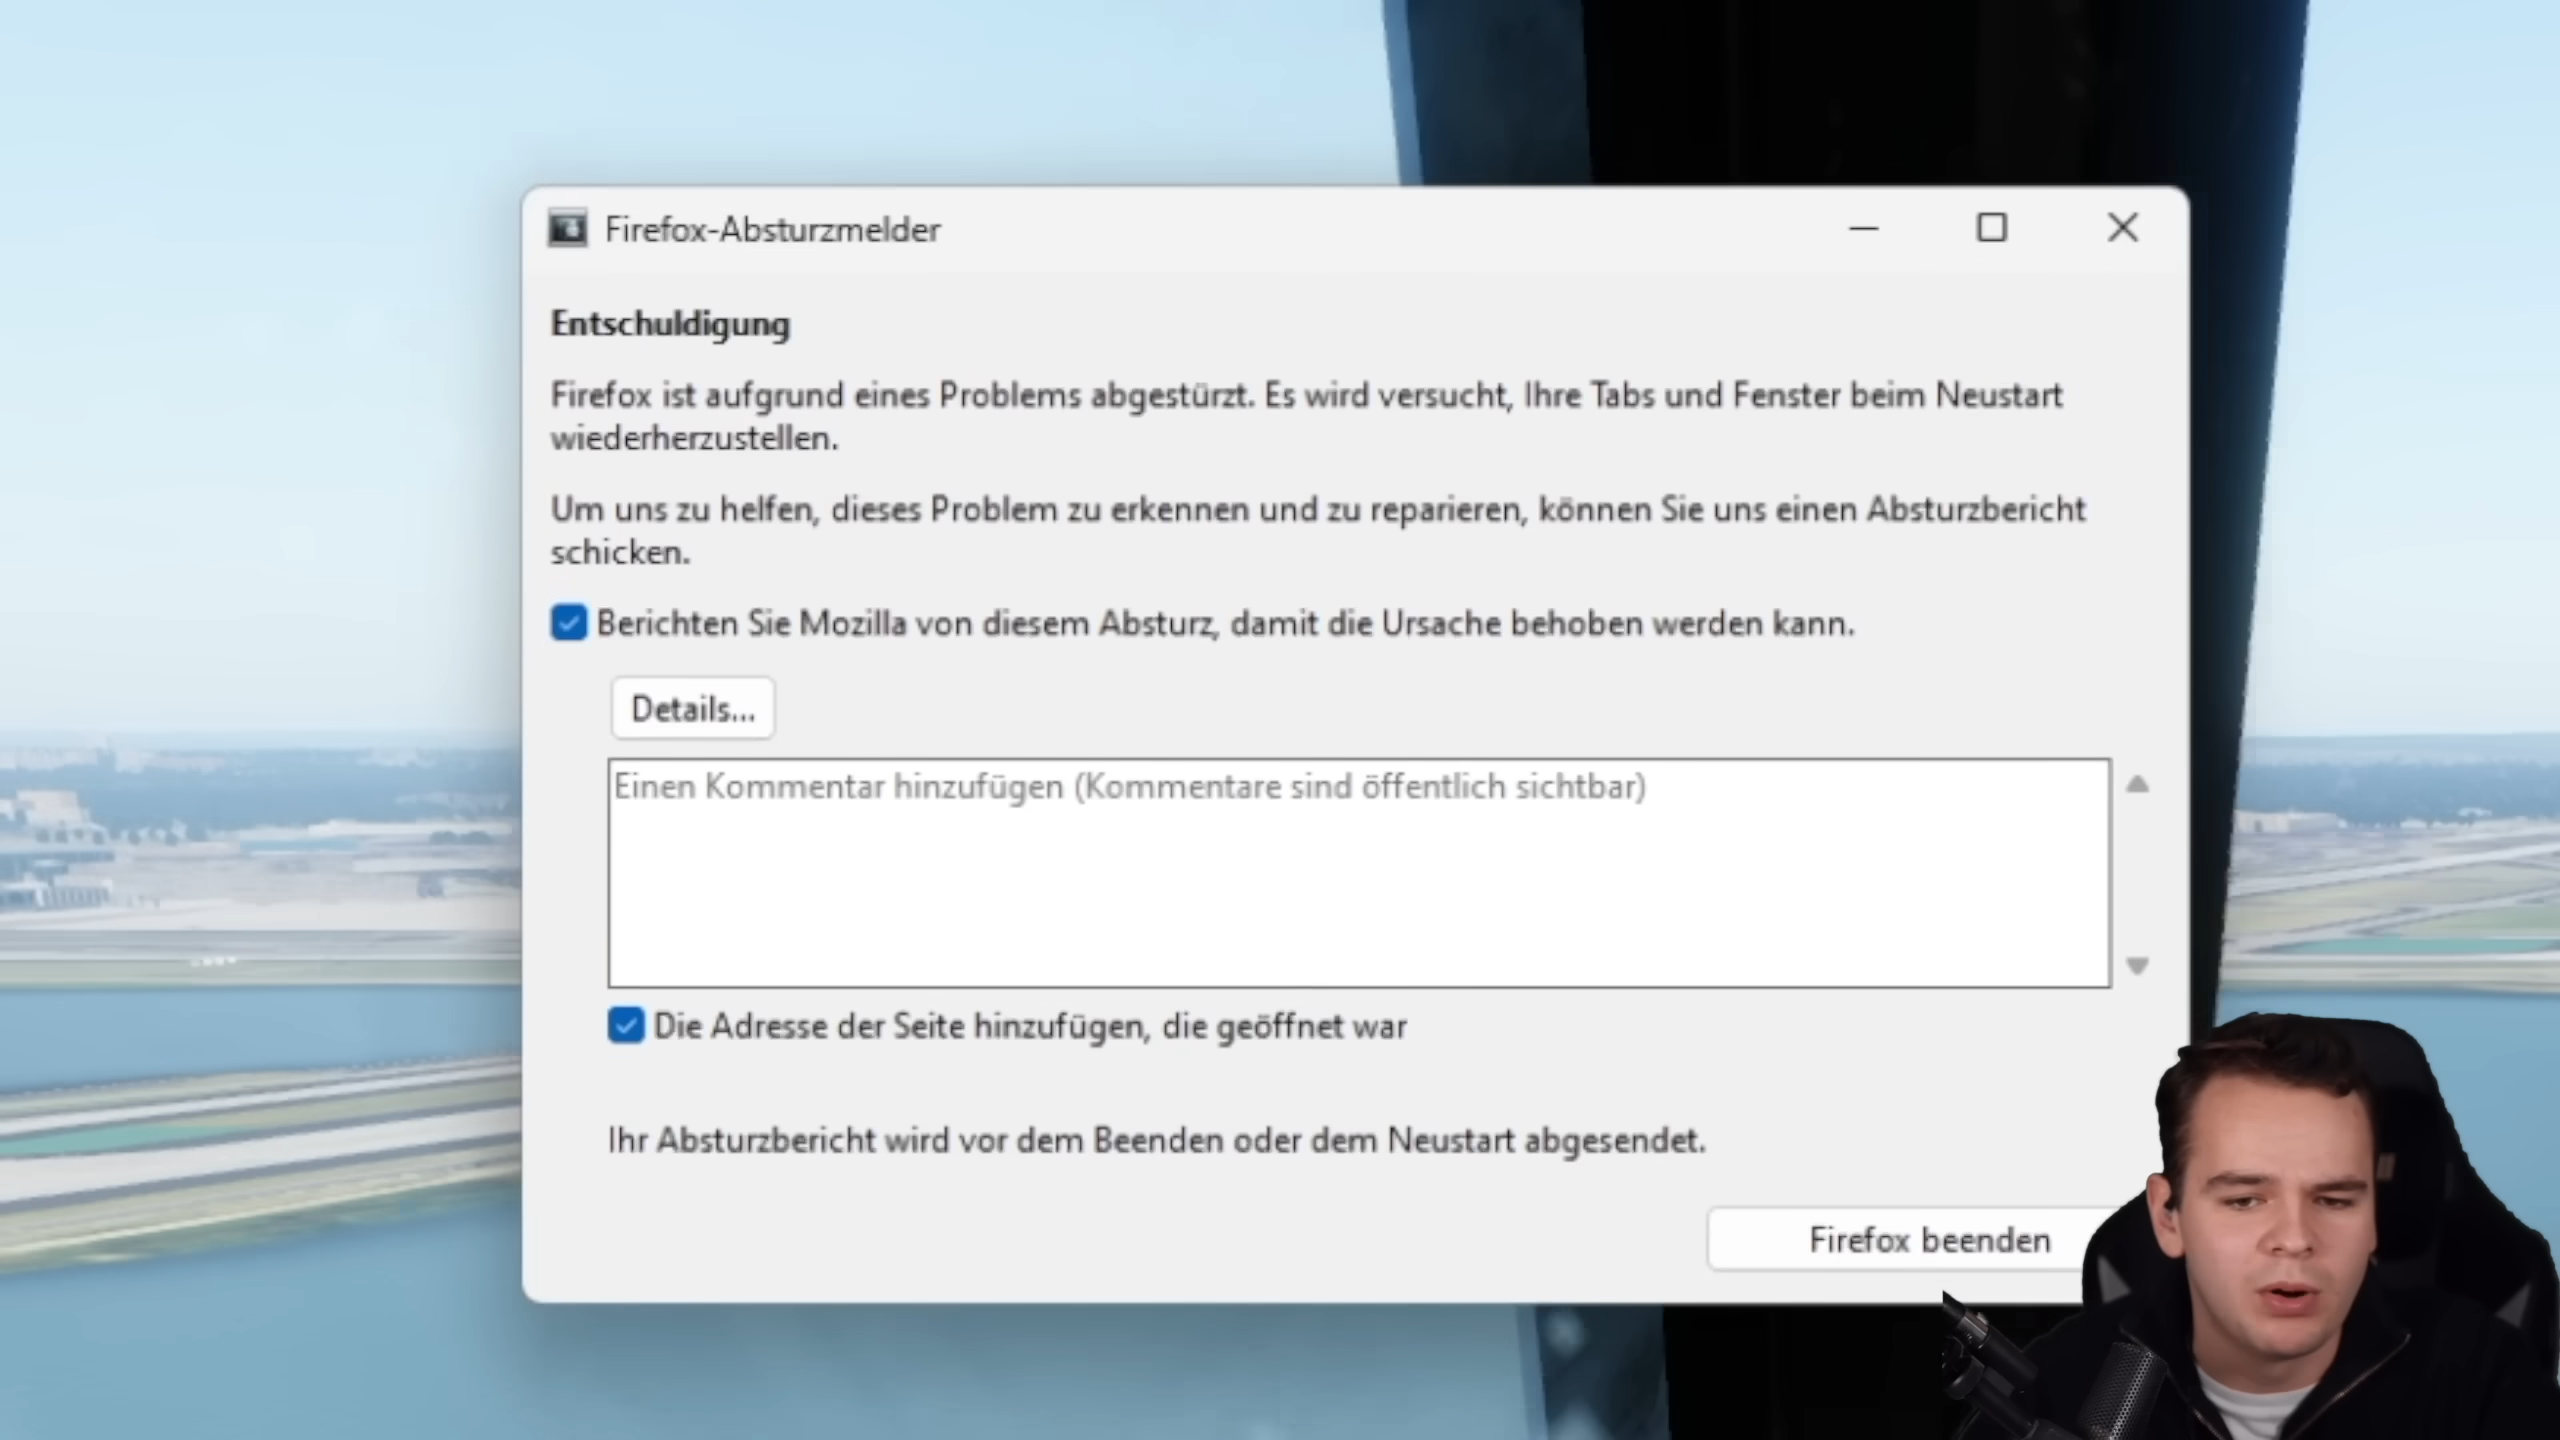 Firefox-Absturzmelder
Entschuldigung
Firefox ist aufgrund eines Problems abgestürzt. Es wird versucht, Ihre Tabs und Fenster beim Neustart
wiederherzustellen.
Um uns zu helfen, dieses Problem zu erkennen und zu reparieren, können Sie uns einen Absturzbericht
schicken.
Berichten Sie Mozilla von diesem Absturz, damit die Ursache behoben werden kann.
Details...
Einen Kommentar hinzufügen (Kommentare sind öffentlich sichtbar)
Die Adresse der Seite hinzufügen, die geöffnet war
Ihr Absturzbericht wird vor dem Beenden oder dem Neustart abgesendet.
Firefox beenden